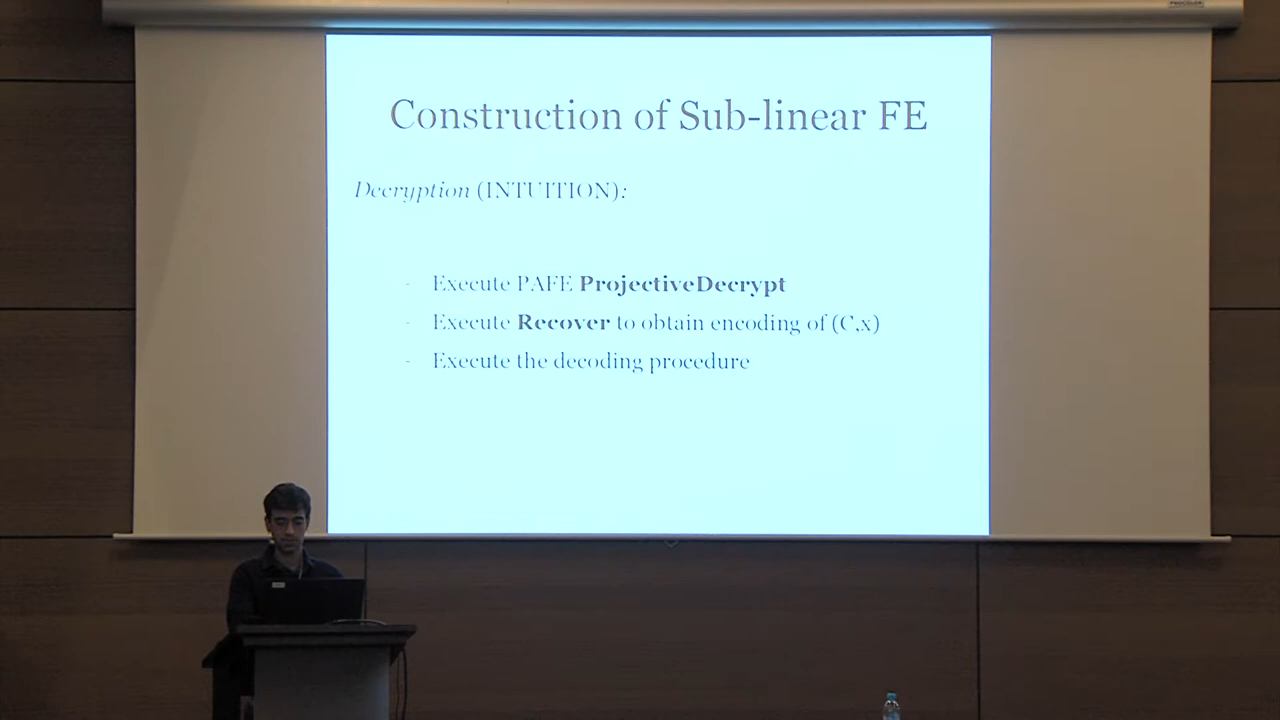 Construction of Sub-linear FE
Decryption (INTUITION):
- Execute PAFE ProjectiveDecrypt
- Execute Recover to obtain encoding of (C,x)
- Execute the decoding procedure